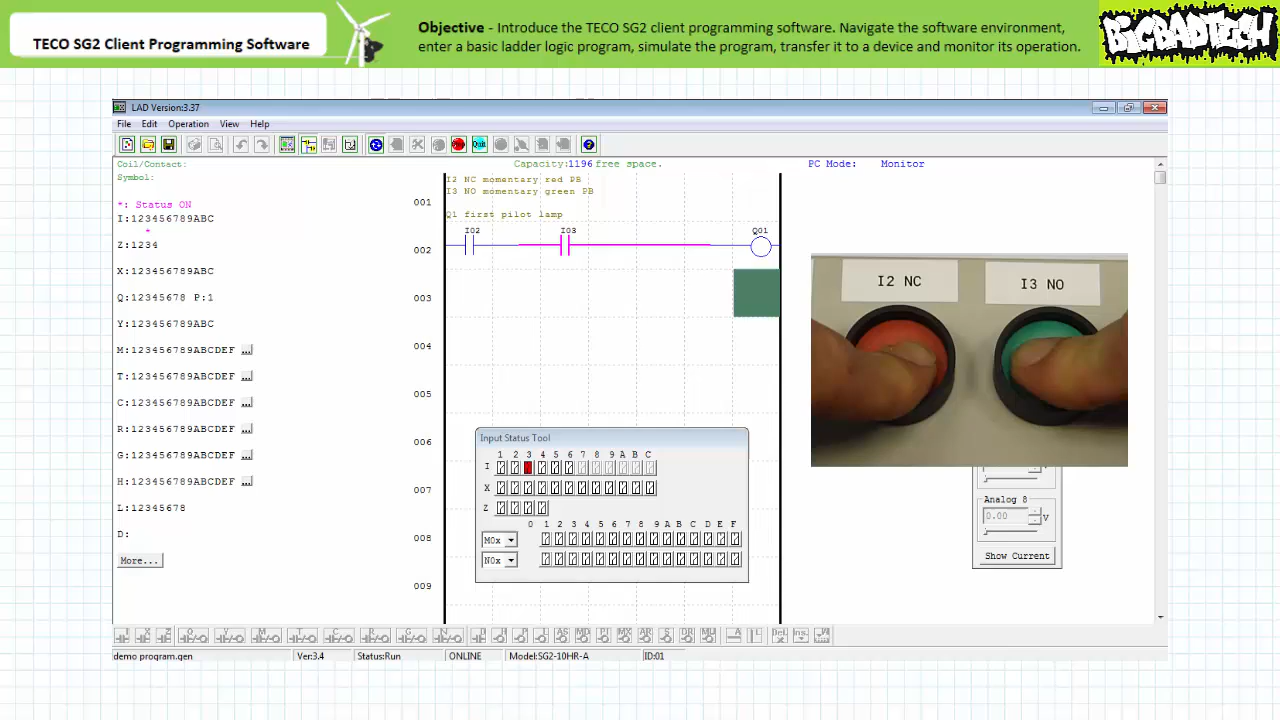 TECO SG2 Client Programming Software
Objective - Introduce the TECO SG2 client programming software. Navigate the software environment,
enter a basic ladder logic program, simulate the program, transfer it to a device and monitor its operation.
BIGBADTECH
LAD Version:3.37
File Edit Operation View Help
Coil/Contact:
Symbol:
Capacity:1196 free space.
PC Mode: Monitor
*: Status ON
I:123456789ABC
*
Z:1234
X:123456789ABC
Q:12345678 P:1
Y:123456789ABC
M:123456789ABCDEF ...
T:123456789ABCDEF ...
C:123456789ABCDEF ...
R:123456789ABCDEF ...
G:123456789ABCDEF ...
H:123456789ABCDEF ...
L:12345678
D:
More...
I2 NC momentary red PB
I3 NO momentary green PB
001
Q1 first pilot lamp
I02 I03 Q01
002
003
004
005
006
007
008
009
I2 NC
I3 NO
Input Status Tool
1 2 3 4 5 6 7 8 9 A B C
I
X
Z
0 1 2 3 4 5 6 7 8 9 A B C D E F
M0x
N0x
Analog 8
0.00 V
Show Current
demo program.gen Ver:3.4 Status:Run ONLINE Model:SG2-10HR-A ID:01